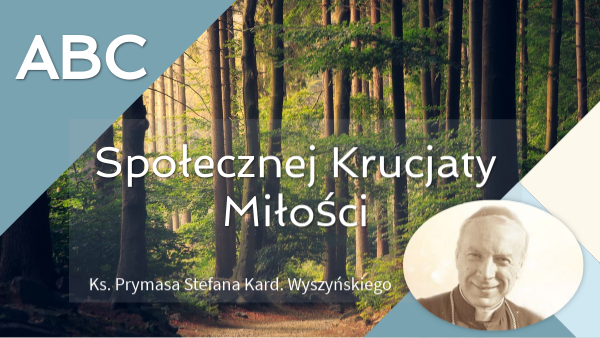 ABC
Społecznej Krucjaty
Miłości
Ks. Prymasa Stefana Kard. Wyszyńskiego